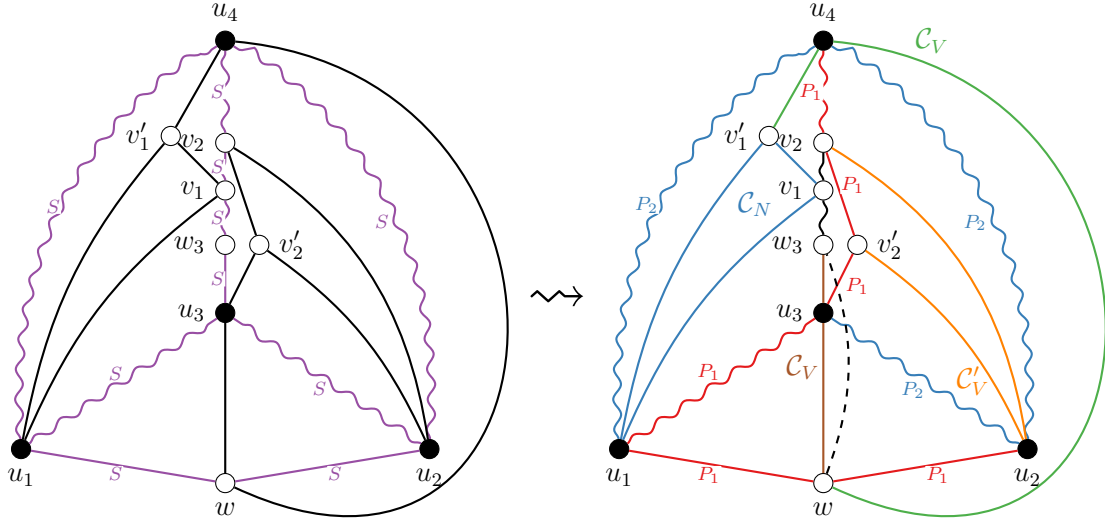 u₄ u₄
𝒞_V
S P₁
v′₁ v₂ v′₁ v₂
S P₁
v₁ v₁
S S S P₂ 𝒞_N P₂
w₃ v′₂ w₃ v′₂
S P₁
u₃ u₃
S S P₁ 𝒞_V P₂ 𝒞′_V
u₁ S S u₂ u₁ P₁ P₁ u₂
w w